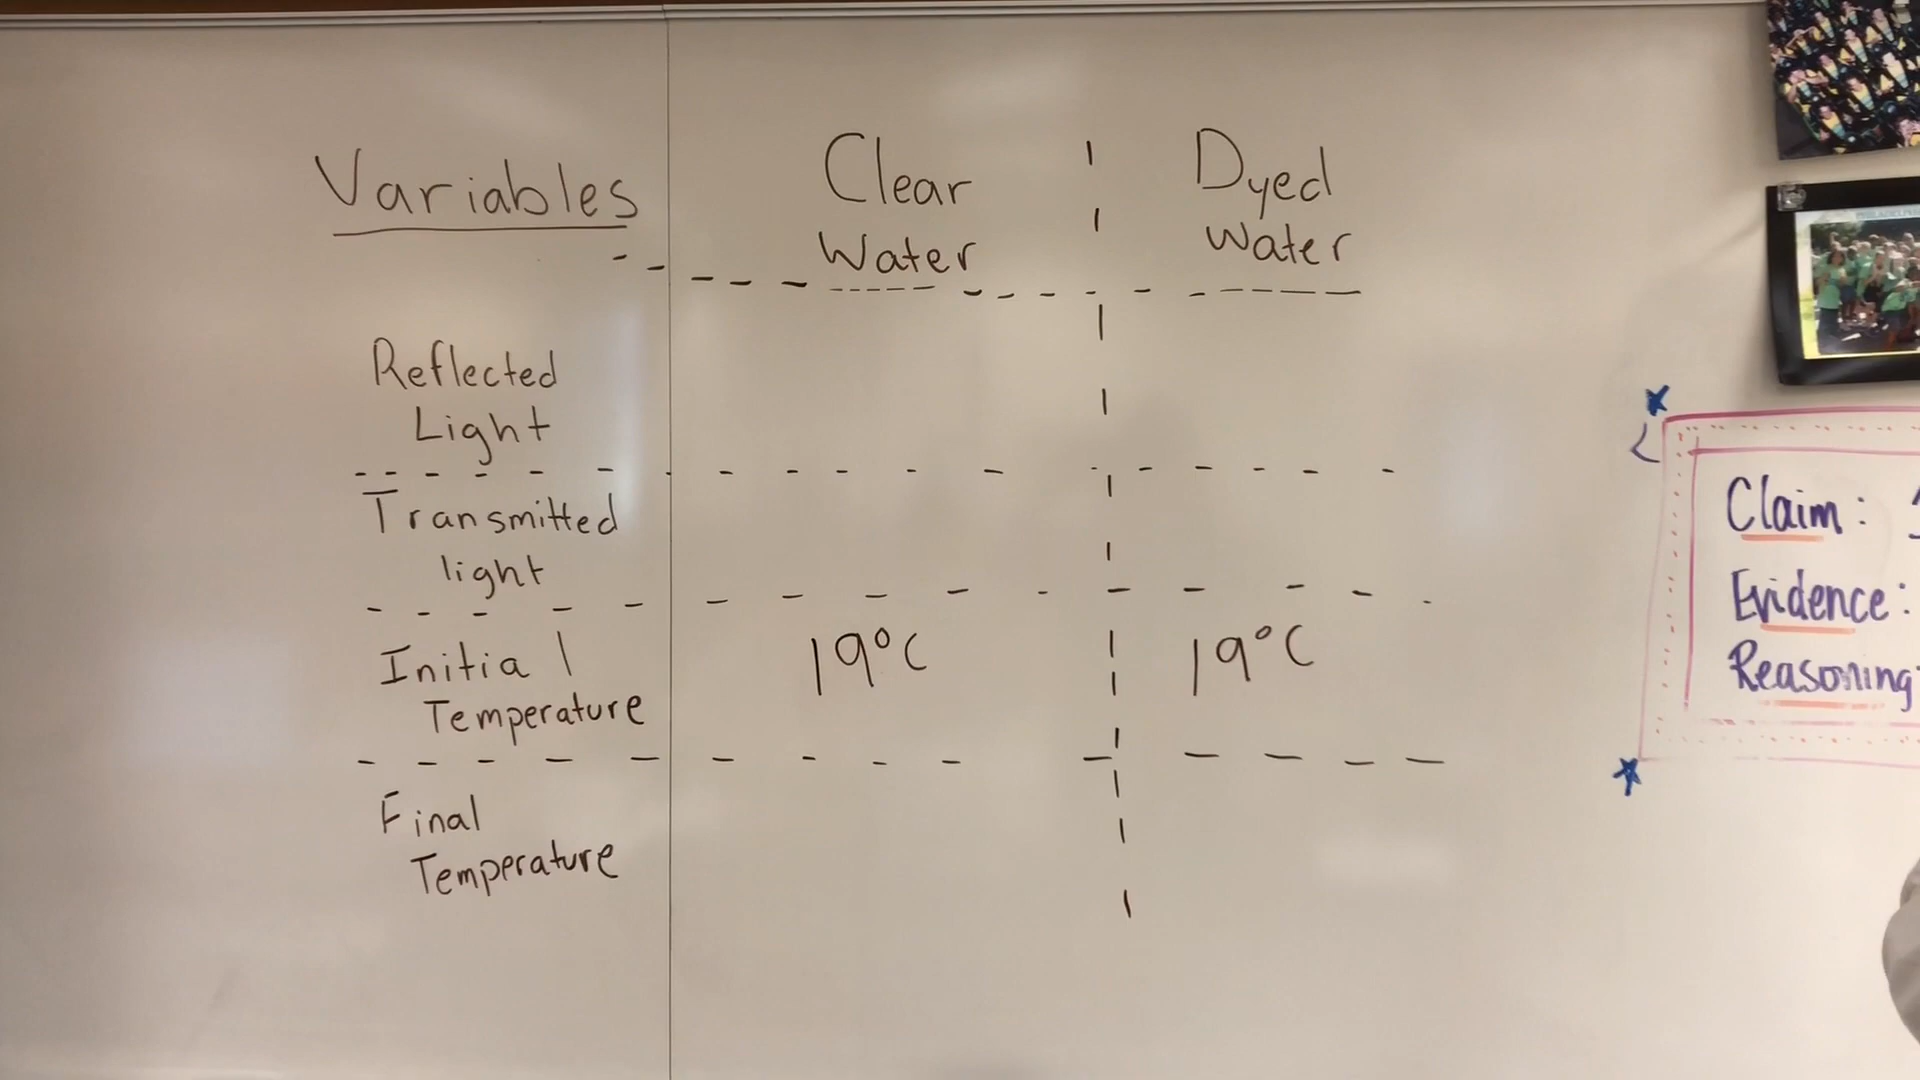 Variables
Clear
Water
Dyed
Water
Reflected
Light
Transmitted
light
Initial
Temperature
19°C
19°C
Final
Temperature
Claim:
Evidence:
Reasoning: